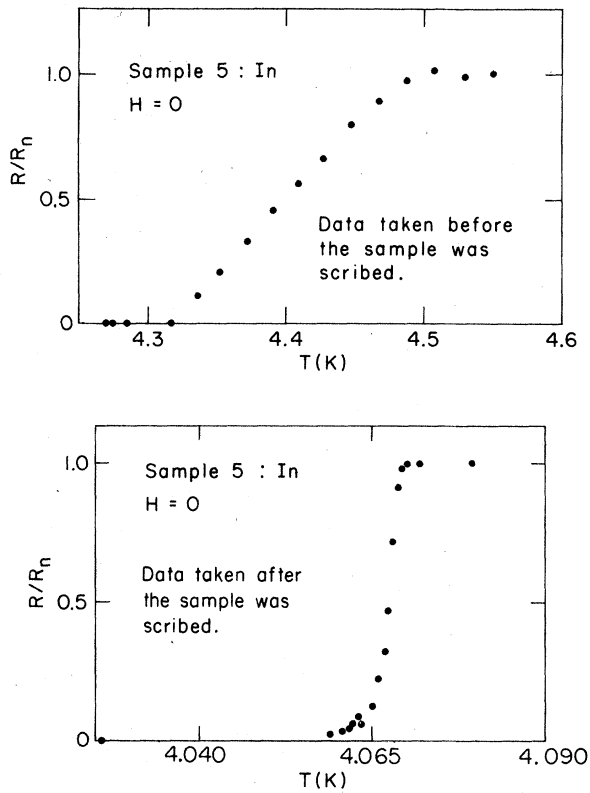 1.0
Sample 5 : In
H = O
R/Rn
0.5
Data taken before
the sample was
scribed.
0
4.3
4.4
4.5
4.6
T(K)
1.0
Sample 5 : In
H = O
Data taken after
the sample was
scribed.
R/Rn
0.5
0
4.040
4.065
4.090
T(K)